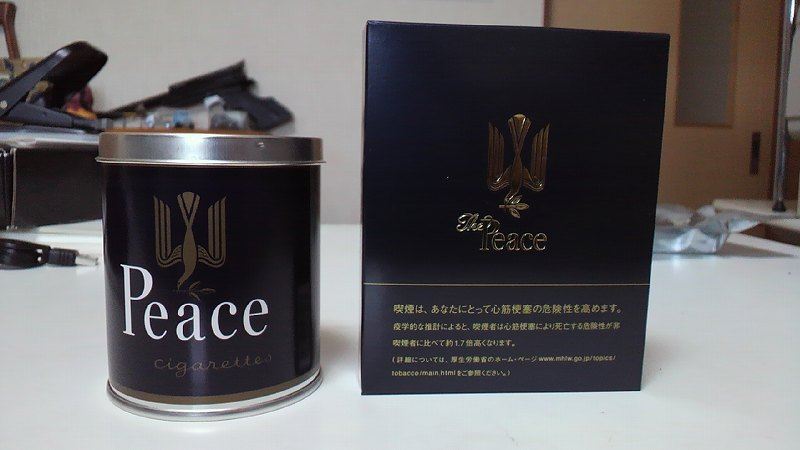 Peace
cigarettes
The
Peace
喫煙は、あなたにとって心筋梗塞の危険性を高めます。
疫学的な推計によると、喫煙者は心筋梗塞により死亡する危険性が非
喫煙者に比べて約1.7倍高くなります。
(詳細については、厚生労働省のホーム・ページ www.mhlw.go.jp/topics/
tobacco/main.htmlをご参照ください。)